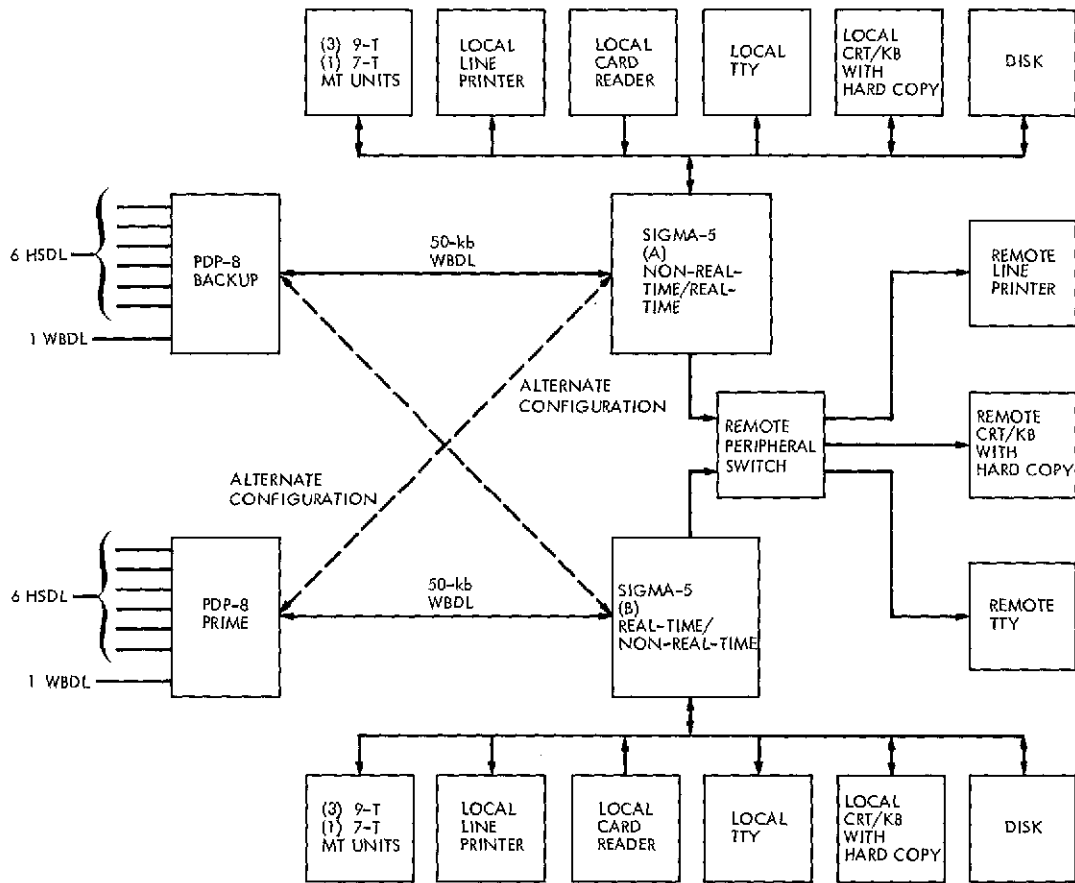 (3) 9-T
(1) 7-T
MT UNITS
LOCAL
LINE
PRINTER
LOCAL
CARD
READER
LOCAL
TTY
LOCAL
CRT/KB
WITH
HARD COPY
DISK
6 HSDL
1 WBDL
PDP-8
BACKUP
50-kb
WBDL
SIGMA-5
(A)
NON-REAL-
TIME/REAL-
TIME
REMOTE
LINE
PRINTER
ALTERNATE
CONFIGURATION
REMOTE
PERIPHERAL
SWITCH
REMOTE
CRT/KB
WITH
HARD COPY
ALTERNATE
CONFIGURATION
6 HSDL
1 WBDL
PDP-8
PRIME
50-kb
WBDL
SIGMA-5
(B)
REAL-TIME/
NON-REAL-TIME
REMOTE
TTY
(3) 9-T
(1) 7-T
MT UNITS
LOCAL
LINE
PRINTER
LOCAL
CARD
READER
LOCAL
TTY
LOCAL
CRT/KB
WITH
HARD COPY
DISK